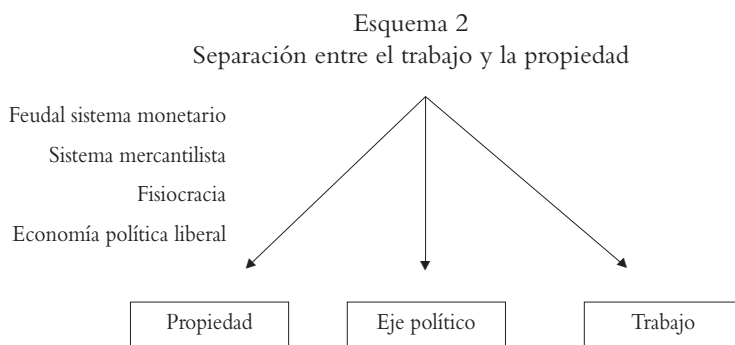 Esquema 2
Separación entre el trabajo y la propiedad
Feudal sistema monetario
Sistema mercantilista
Fisiocracia
Economía política liberal
Propiedad
Eje político
Trabajo